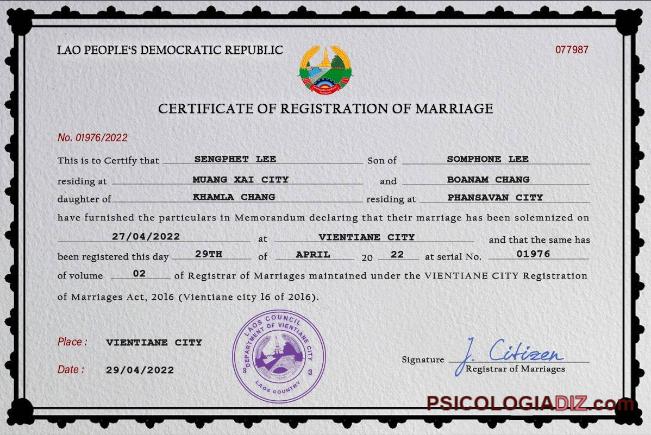 LAO PEOPLE'S DEMOCRATIC REPUBLIC
077987
CERTIFICATE OF REGISTRATION OF MARRIAGE
No. 01976/2022
This is to Certify that SENGPHET LEE Son of SOMPHONE LEE
residing at MUANG XAI CITY and BOANAM CHANG
daughter of KHAMLA CHANG residing at PHANSAVAN CITY
have furnished the particulars in Memorandum declaring that their marriage has been solemnized on
27/04/2022 at VIENTIANE CITY and that the same has
been registered this day 29TH of APRIL 20 22 at serial No. 01976
of volume 02 of Registrar of Marriages maintained under the VIENTIANE CITY Registration
of Marriages Act, 2016 (Vientiane city 16 of 2016).
Place : VIENTIANE CITY
Date : 29/04/2022
LAOS COUNCIL
DEPARTMENT OF VIENTIANE CITY
LAOS COUNTRY
Signature J. Citizen
Registrar of Marriages
PSICOLOGIADIZ.com